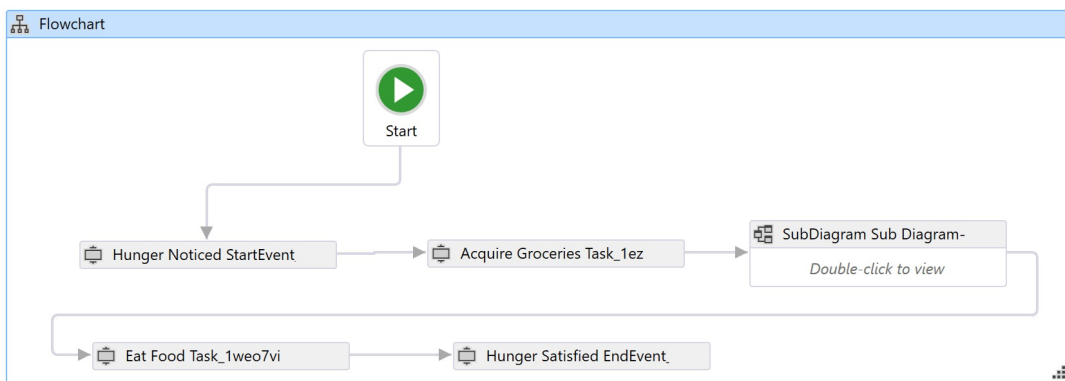 Flowchart
Start
Hunger Noticed StartEvent
Acquire Groceries Task_1ez
SubDiagram Sub Diagram-
Double-click to view
Eat Food Task_1weo7vi
Hunger Satisfied EndEvent_